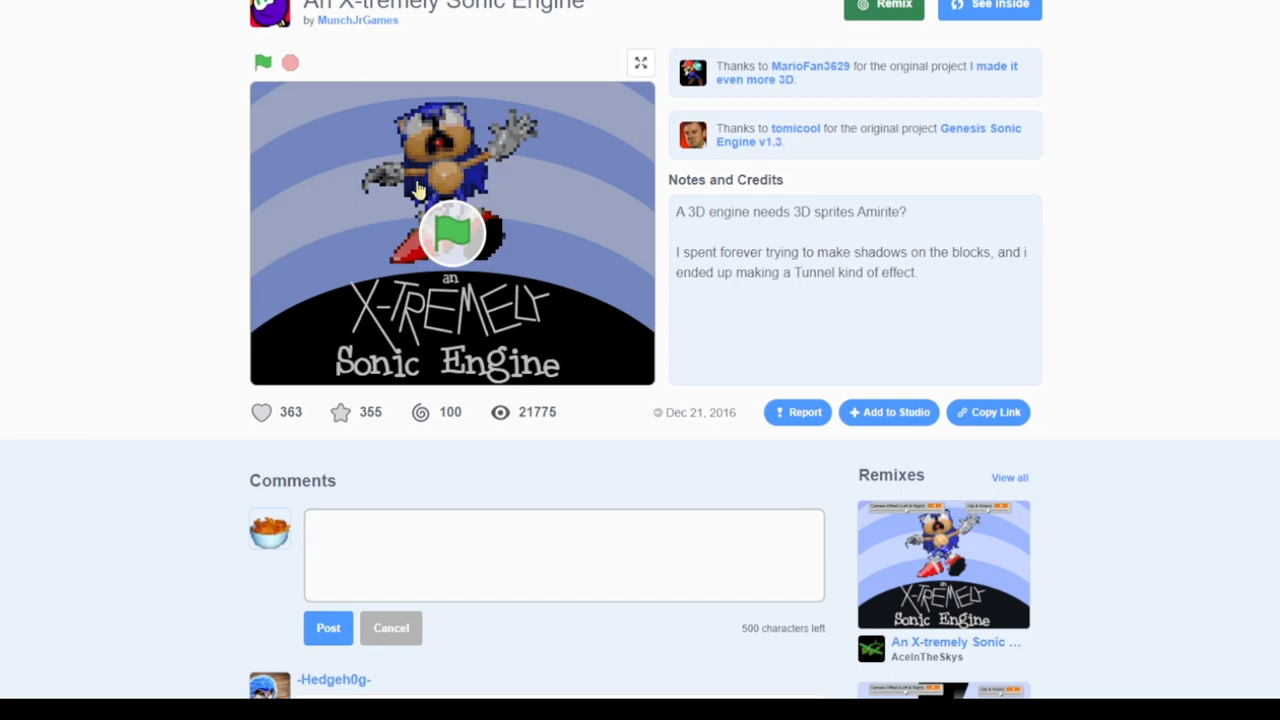 An X-tremely Sonic Engine
by MunchJrGames
Remix
See inside
Thanks to MarioFan3629 for the original project I made it
even more 3D.
Thanks to tomicool for the original project Genesis Sonic
Engine v1.3.
Notes and Credits
A 3D engine needs 3D sprites Amirite?
I spent forever trying to make shadows on the blocks, and i
ended up making a Tunnel kind of effect.
an
X-TREMELY
Sonic Engine
363
355
100
21775
© Dec 21, 2016
Report
Add to Studio
Copy Link
Comments
Post
Cancel
500 characters left
-Hedgeh0g-
Remixes
View all
an
X-TREMELY
Sonic Engine
An X-tremely Sonic ...
AceInTheSkys